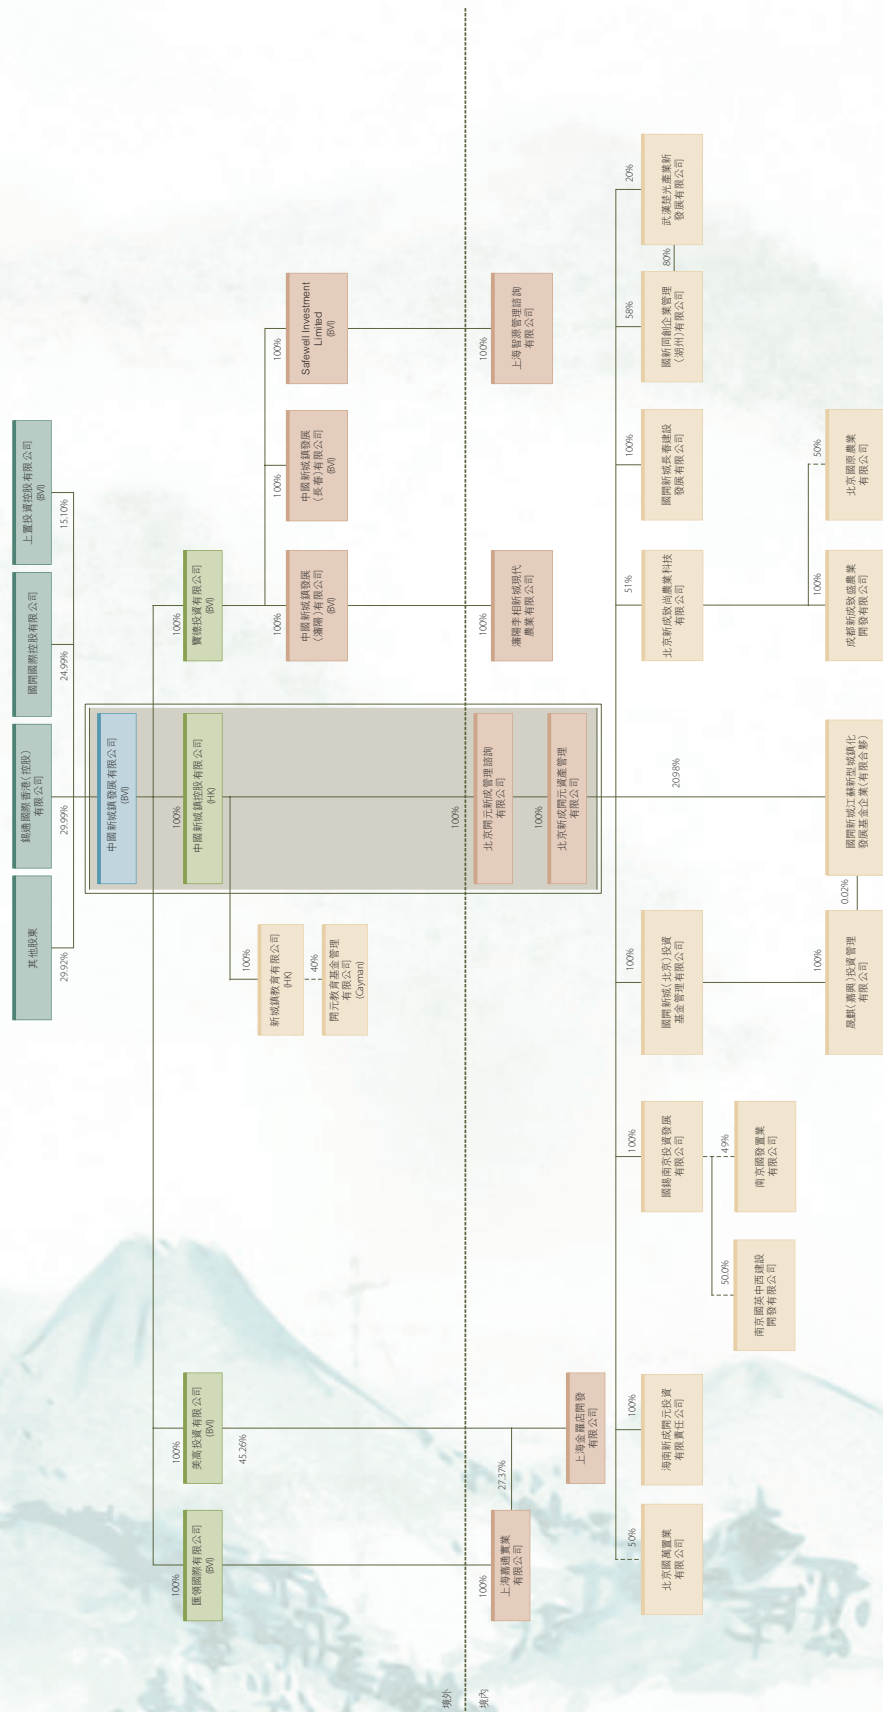 其他股東
29.92%
錫通國際香港(控股)
有限公司
29.99%
國開國際控股有限公司
24.99%
上置投資控股有限公司
(BVI)
15.10%
中國新城鎮發展有限公司
(BVI)
100%
匯領國際有限公司
(BVI)
100%
美高投資有限公司
(BVI)
45.26%
100%
中國新城鎮控股有限公司
(HK)
100%
寶德投資有限公司
(BVI)
100%
新城鎮教育有限公司
(HK)
40%
開元教育基金管理
有限公司
(Cayman)
100%
中國新城鎮發展
(瀋陽)有限公司
(BVI)
100%
中國新城鎮發展
(長春)有限公司
(BVI)
100%
Safewell Investment
Limited
(BVI)
境外
境內
100%
上海嘉通實業
有限公司
27.37%
上海金羅店開發
有限公司
100%
北京開元新成管理諮詢
有限公司
100%
北京新成開元資產管理
有限公司
100%
瀋陽李相新城現代
農業有限公司
100%
上海智源管理諮詢
有限公司
50%
北京國萬置業
有限公司
100%
海南新成開元投資
有限責任公司
100%
國錫南京投資發展
有限公司
100%
國開新城(北京)投資
基金管理有限公司
20.98%
51%
北京新成致尚農業科技
有限公司
100%
國開新城長春建設
發展有限公司
58%
國新同創企業管理
(湖州)有限公司
80%
20%
武漢楚光產業新
發展有限公司
50.0%
南京國英中西建設
開發有限公司
49%
南京國發置業
有限公司
100%
晟麒(嘉興)投資管理
有限公司
0.02%
國開新城江蘇新型城鎮化
發展基金企業(有限合夥)
100%
成都新成致盛農業
開發有限公司
50%
北京國原農業
有限公司